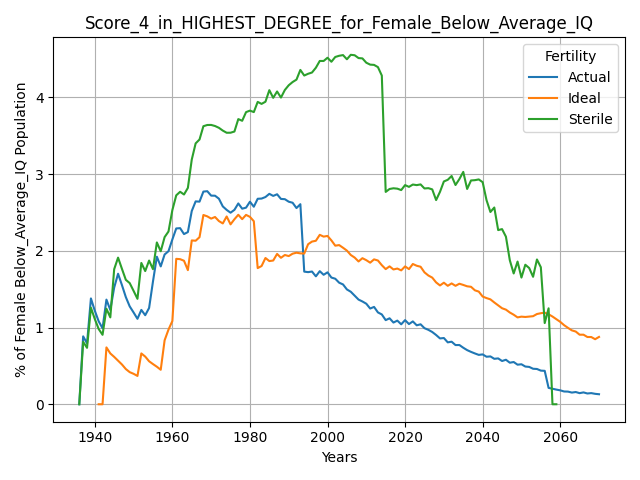 Score_4_in_HIGHEST_DEGREE_for_Female_Below_Average_IQ
% of Female Below_Average_IQ Population
4
3
2
1
0
Fertility
Actual
Ideal
Sterile
1940 1960 1980 2000 2020 2040 2060
Years